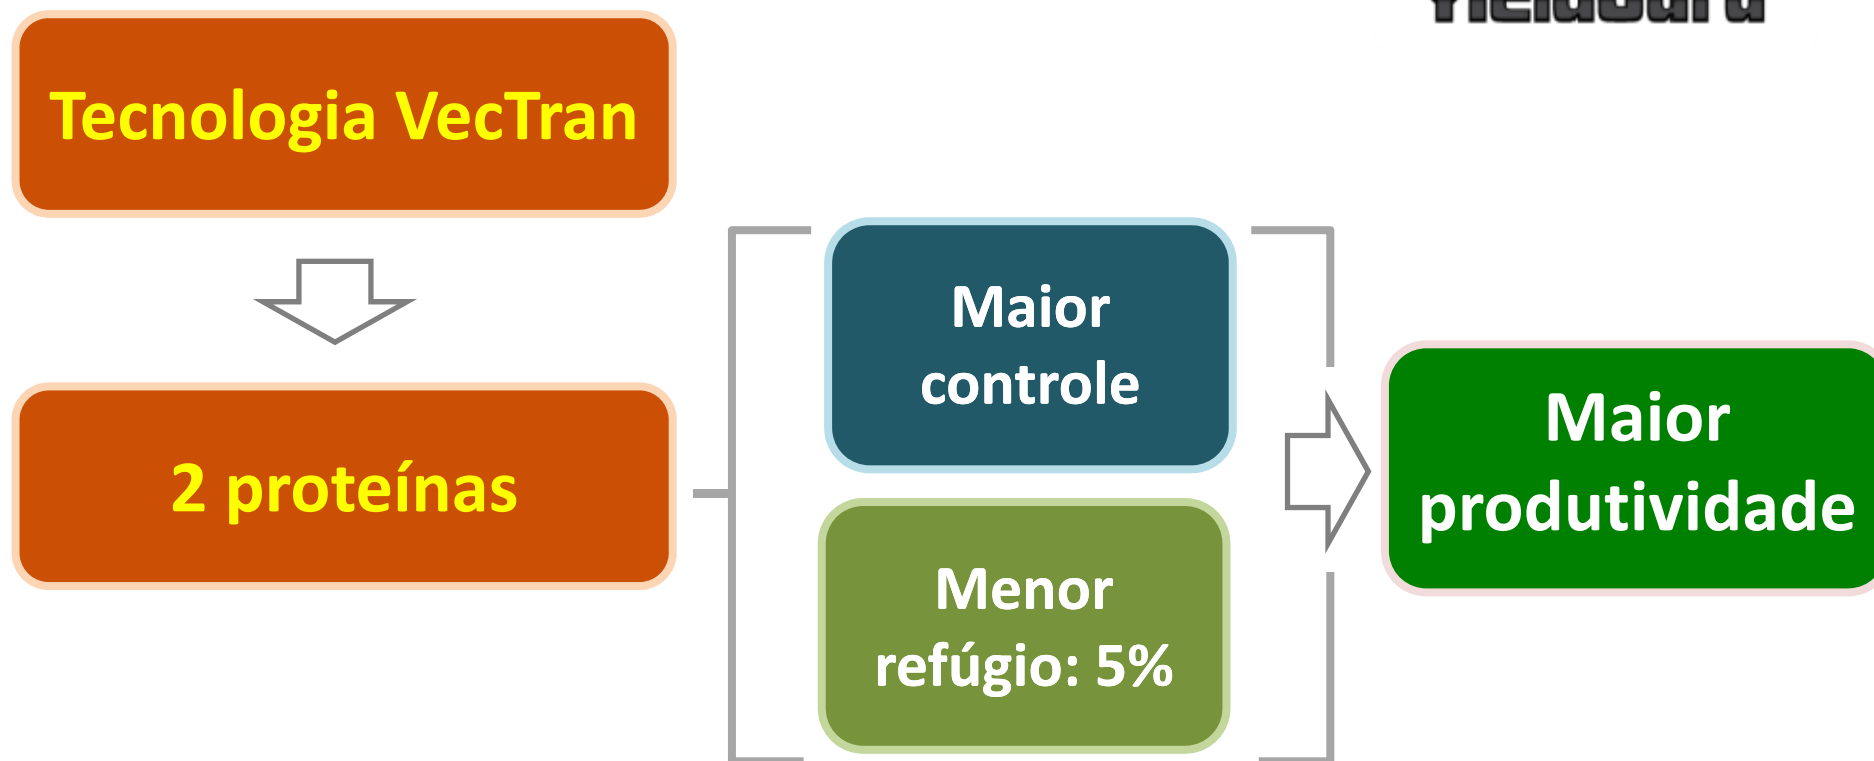 Tecnologia VecTran
2 proteínas
Maior
controle
Menor
refúgio: 5%
Maior
produtividade